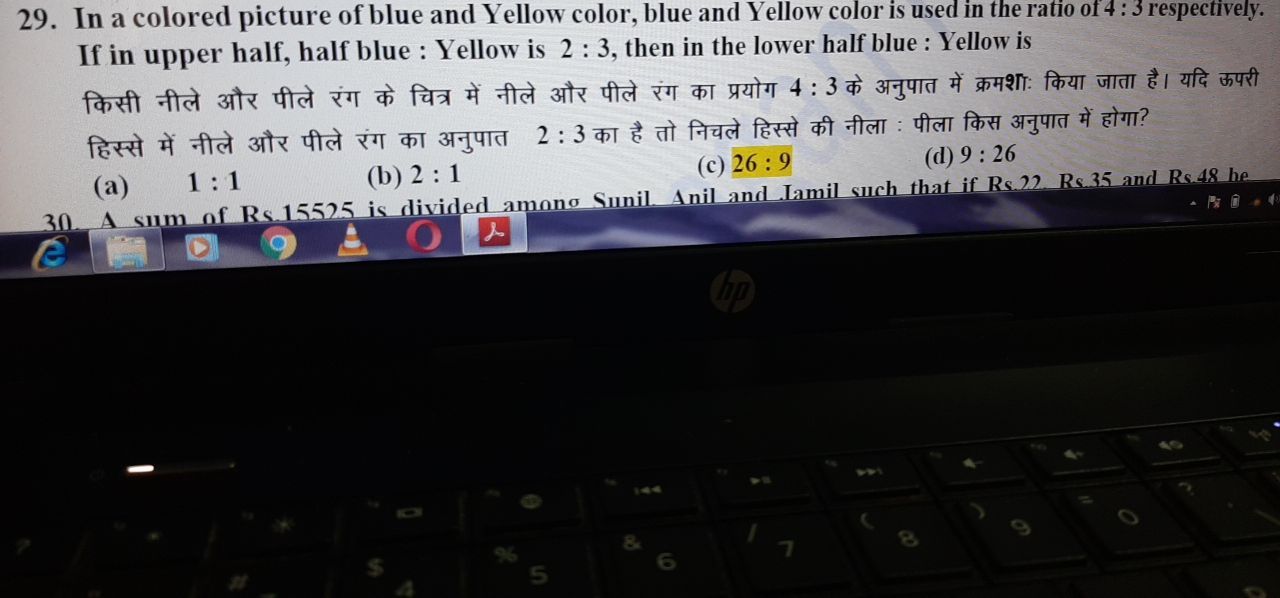 29. In a colored picture of blue and Yellow color, blue and Yellow color is used in the ratio of 4 : 3 respectively.
If in upper half, half blue : Yellow is 2 : 3, then in the lower half blue : Yellow is
किसी नीले और पीले रंग के चित्र में नीले और पीले रंग का प्रयोग 4 : 3 के अनुपात में क्रमशाः किया जाता है। यदि ऊपरी
हिस्से में नीले और पीले रंग का अनुपात 2 : 3 का है तो निचले हिस्से की नीला : पीला किस अनुपात में होगा?
(a) 1 : 1 (b) 2 : 1 (c) 26 : 9 (d) 9 : 26
30. A sum of Rs.15525 is divided among Sunil, Anil and Jamil such that if Rs.22, Rs.35 and Rs.48 be
hp
$ 4 % 5 & 6 / 7 ( 8 ) 9 = 0 ?
#